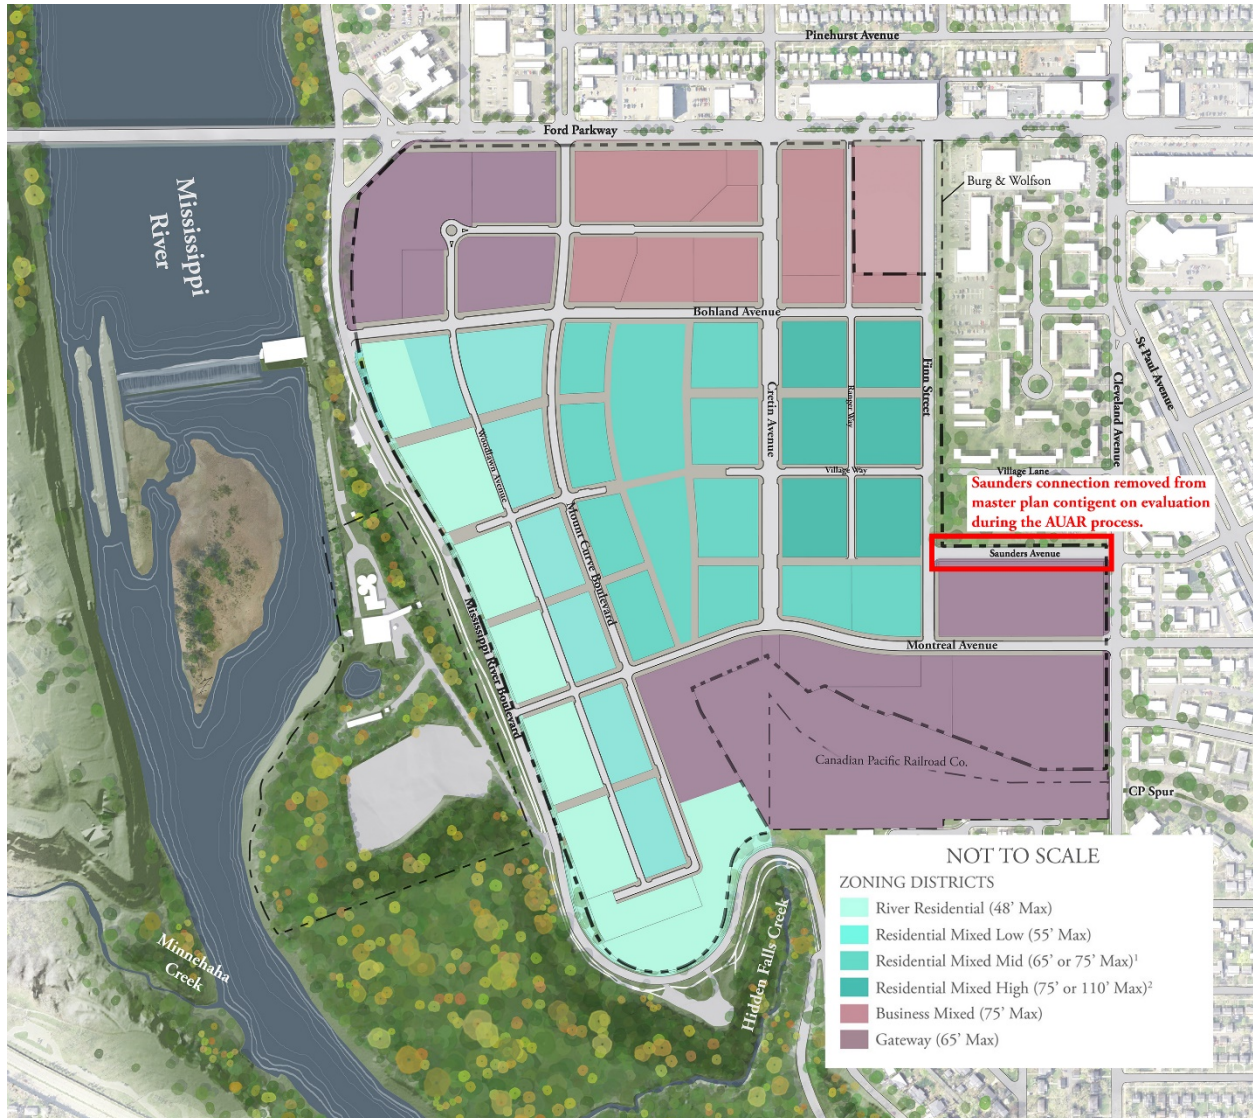 Pinehurst Avenue
Ford Parkway
Mississippi
River
Burg & Wolfson
Bohland Avenue
St Paul Avenue
Cleveland Avenue
Finn Street
Cretin Avenue
Ranger Way
Woodlawn Avenue
Village Way
Village Lane
Saunders connection removed from
master plan contigent on evaluation
during the AUAR process.
Saunders Avenue
Mount Curve Boulevard
Mississippi River Boulevard
Montreal Avenue
Canadian Pacific Railroad Co.
CP Spur
Minnehaha
Creek
Hidden Falls Creek
NOT TO SCALE
ZONING DISTRICTS
River Residential (48’ Max)
Residential Mixed Low (55’ Max)
Residential Mixed Mid (65’ or 75’ Max)¹
Residential Mixed High (75’ or 110’ Max)²
Business Mixed (75’ Max)
Gateway (65’ Max)